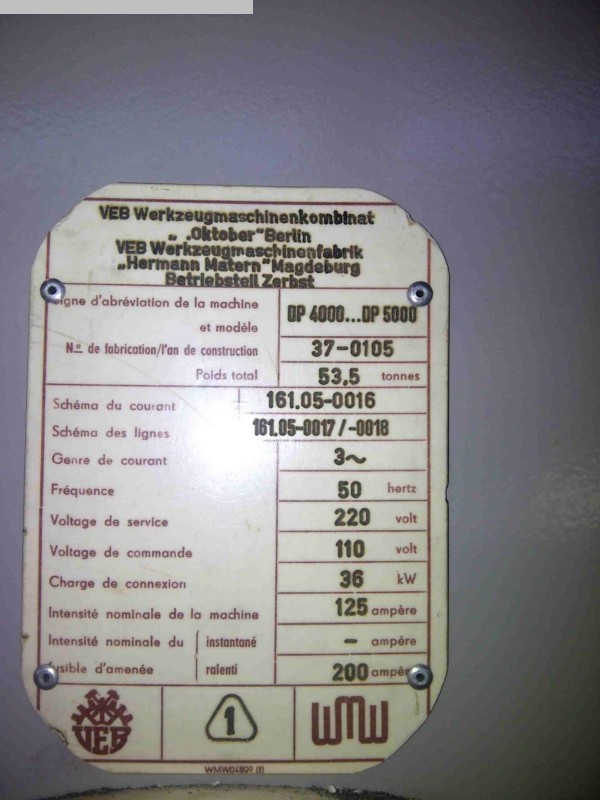 VEB Werkzeugmaschinenkombinat
„ .Oktober" Berlin
VEB Werkzeugmaschinenfabrik
„Hermann Matern" Magdeburg
Betriebsteil Zerbst
signe d'abréviation de la machine
et modèle DP 4000...DP 5000
N.º de fabrication/l'an de construction 37-0105
Poids total 53,5 tonnes
Schéma du courant 161.05-0016
Schéma des lignes 161.05-0017/-0018
Genre de courant 3~
Fréquence 50 hertz
Voltage de service 220 volt
Voltage de commande 110 volt
Charge de connexion 36 kW
Intensité nominale de la machine 125 ampère
Intensité nominale du instantané – ampère
fusible d'amenée ralenti 200 ampère
VEB 1 WMW
WMW04809 (1)